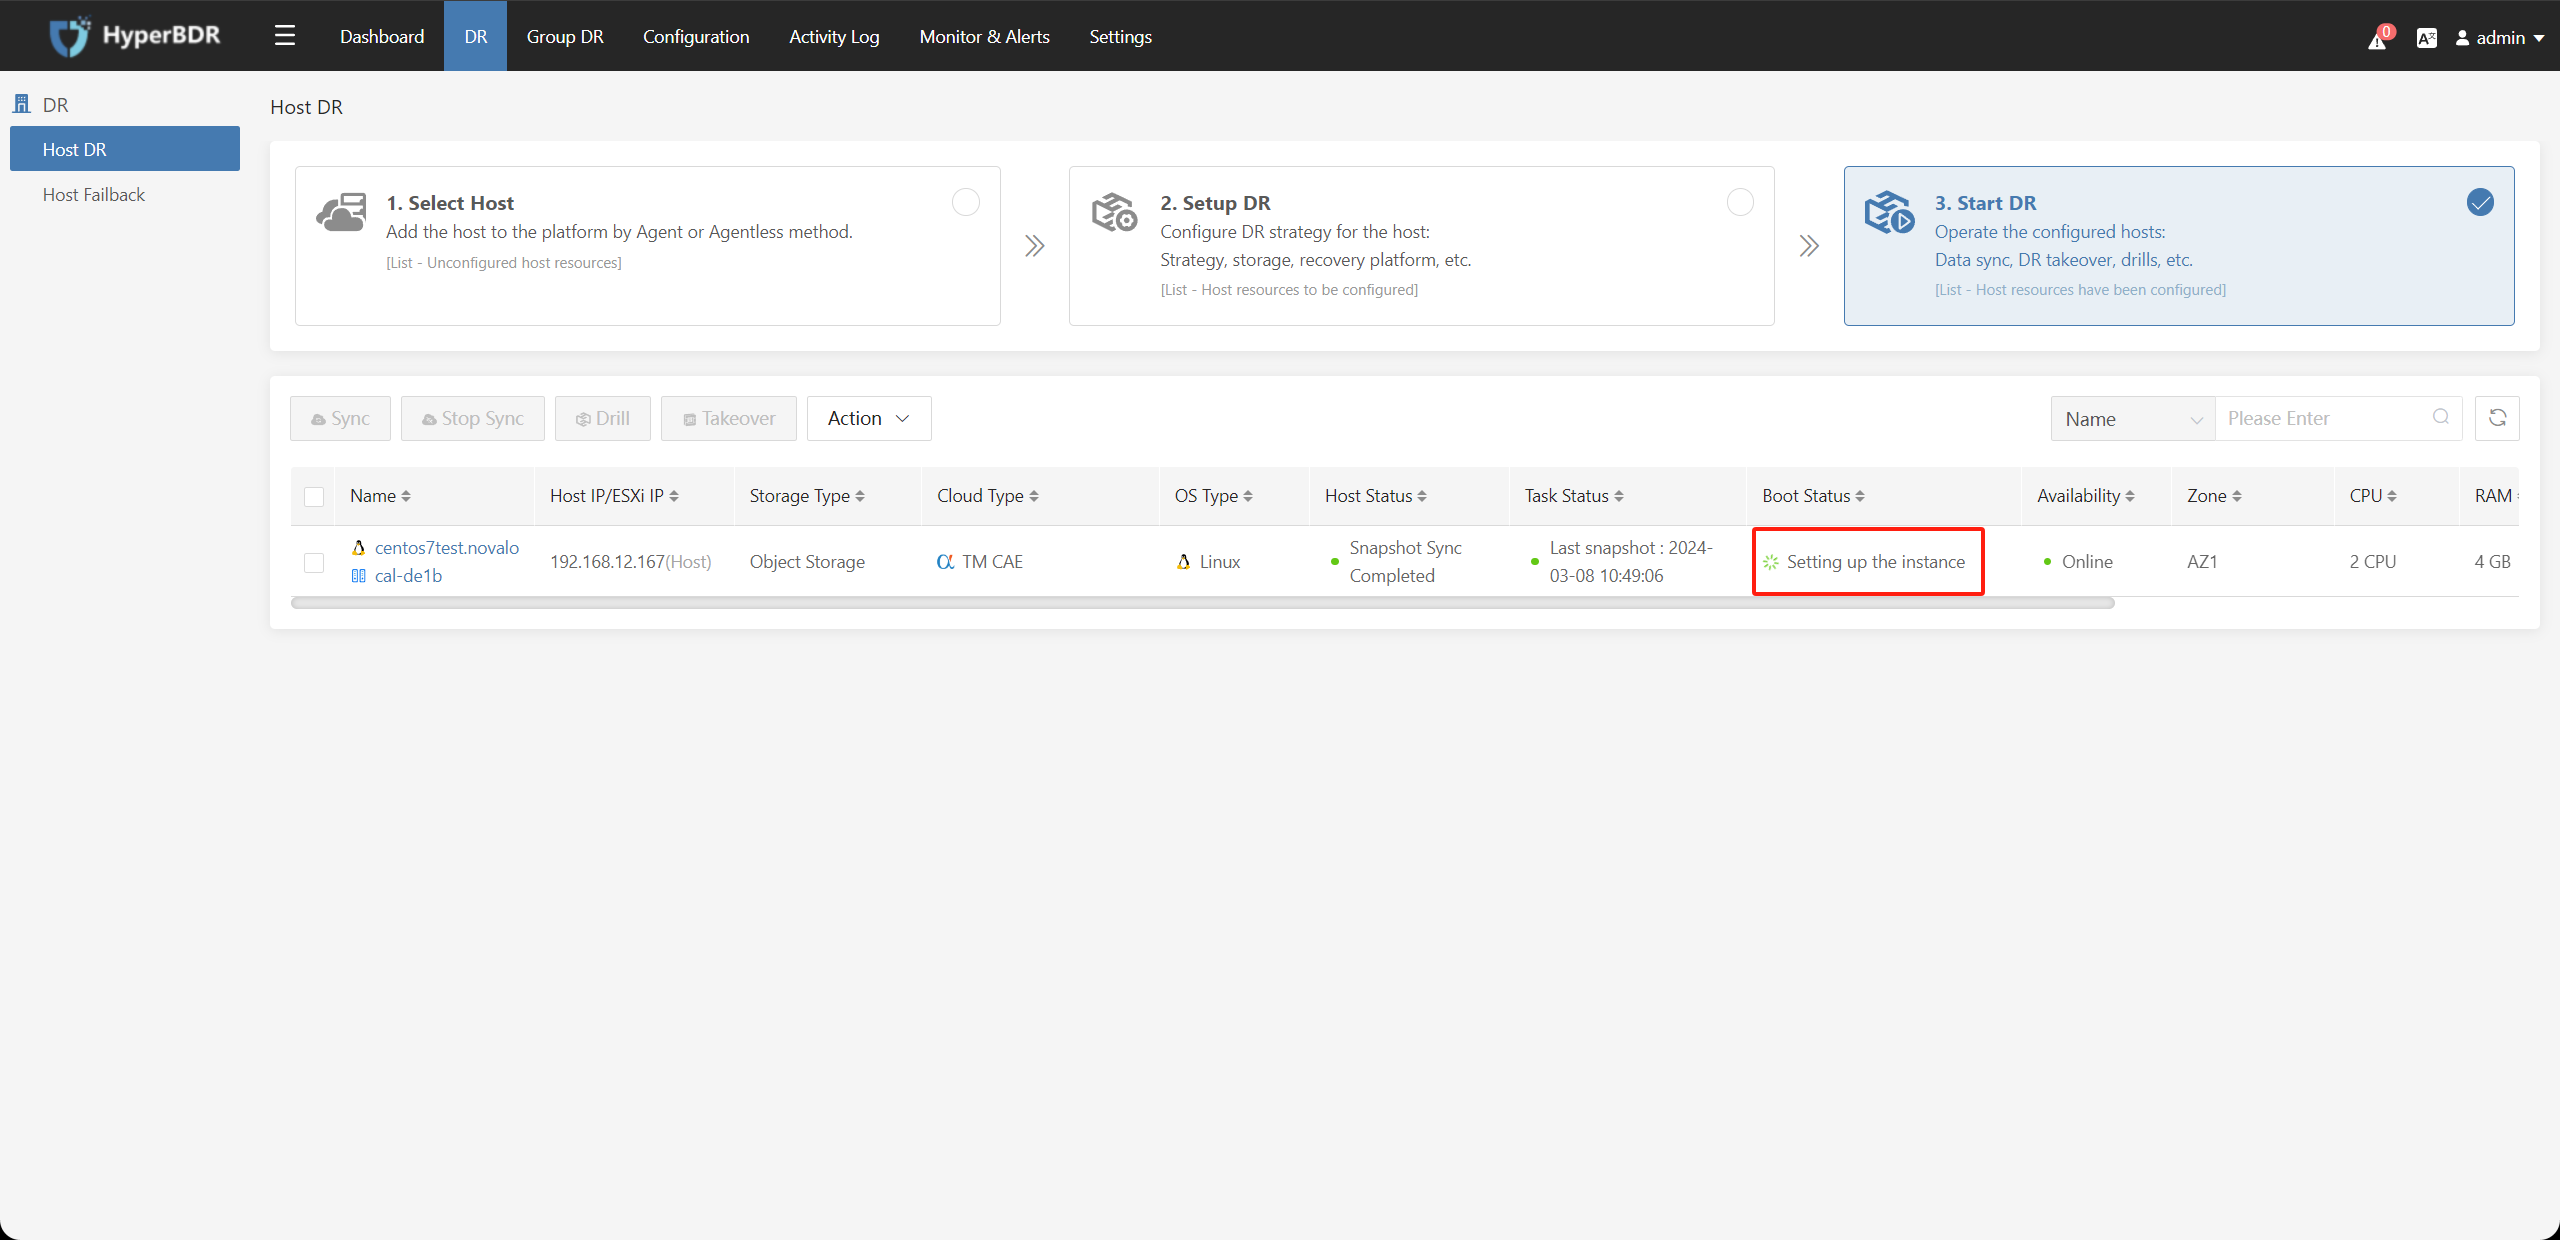 HyperBDR
Dashboard
DR
Group DR
Configuration
Activity Log
Monitor & Alerts
Settings
0
admin
DR
Host DR
Host Failback
Host DR
1. Select Host
Add the host to the platform by Agent or Agentless method.
[List - Unconfigured host resources]
2. Setup DR
Configure DR strategy for the host:
Strategy, storage, recovery platform, etc.
[List - Host resources to be configured]
3. Start DR
Operate the configured hosts:
Data sync, DR takeover, drills, etc.
[List - Host resources have been configured]
Sync
Stop Sync
Drill
Takeover
Action
Name
Please Enter
Name
Host IP/ESXi IP
Storage Type
Cloud Type
OS Type
Host Status
Task Status
Boot Status
Availability
Zone
CPU
RAM
centos7test.novalo
cal-de1b
192.168.12.167(Host)
Object Storage
TM CAE
Linux
Snapshot Sync
Completed
Last snapshot : 2024-
03-08 10:49:06
Setting up the instance
Online
AZ1
2 CPU
4 GB